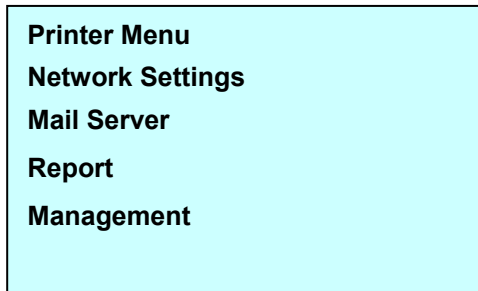 Printer Menu
Network Settings
Mail Server
Report
Management